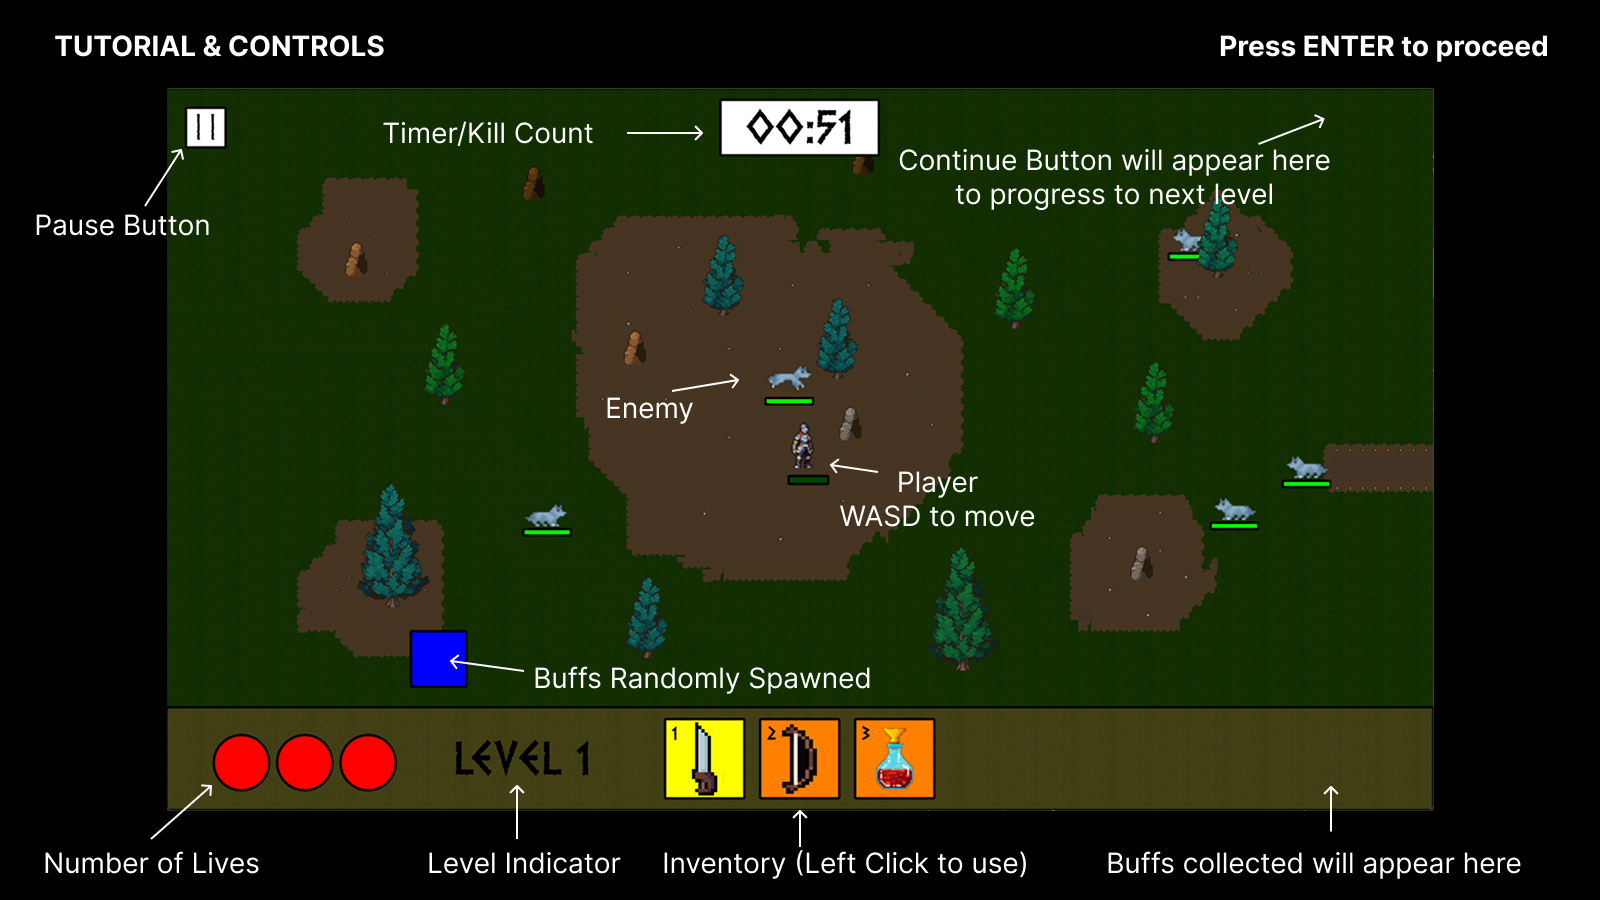 TUTORIAL & CONTROLS
Press ENTER to proceed
Timer/Kill Count
00:51
Continue Button will appear here
to progress to next level
Pause Button
Enemy
Player
WASD to move
Buffs Randomly Spawned
LEVEL 1
1
2
3
Number of Lives
Level Indicator
Inventory (Left Click to use)
Buffs collected will appear here